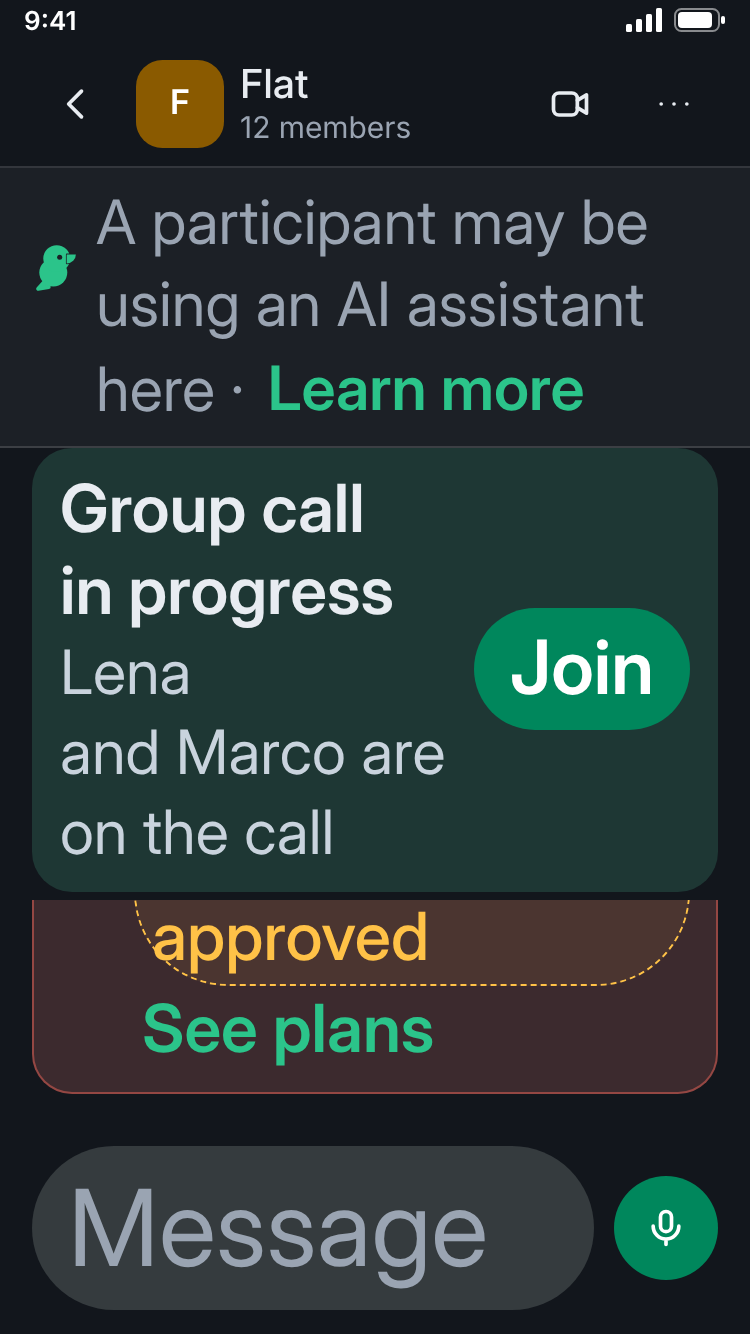 9:41
F
Flat
12 members
...
A participant may be
using an AI assistant
here · Learn more
Group call
in progress
Lena
and Marco are
on the call
Join
approved
See plans
Message